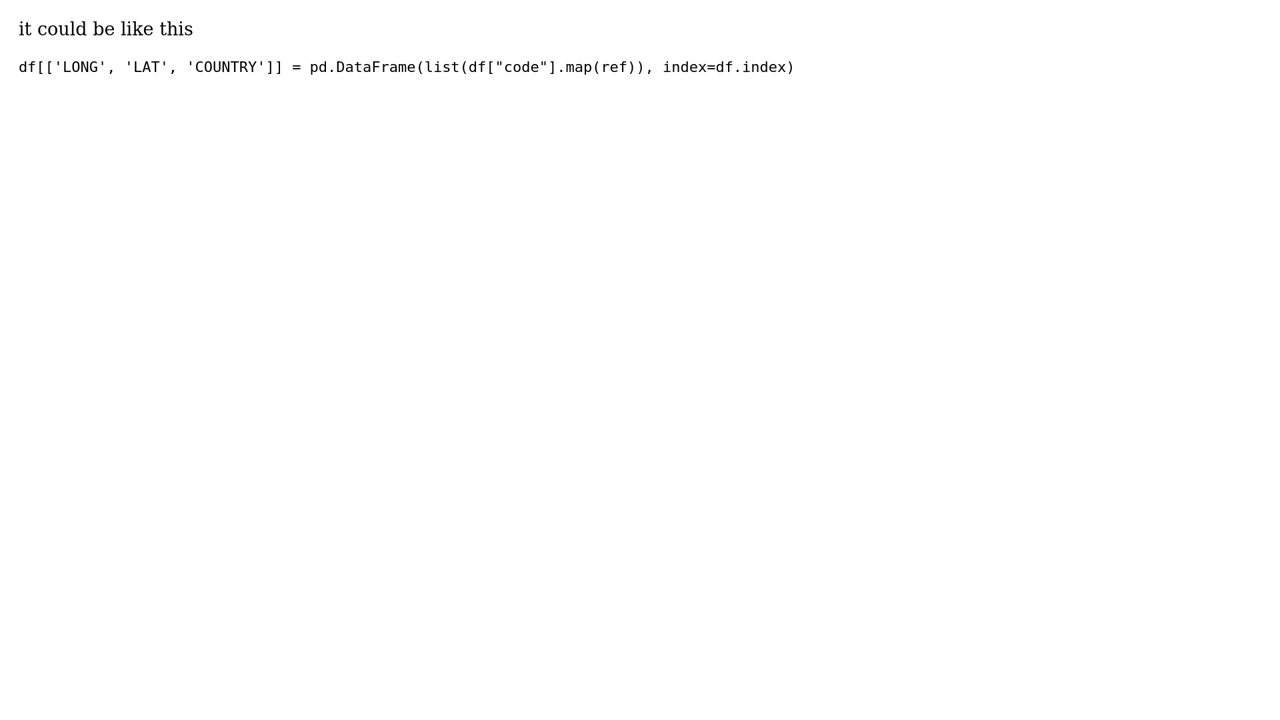 it could be like this
df[['LONG', 'LAT', 'COUNTRY']] = pd.DataFrame(list(df["code"].map(ref)), index=df.index)